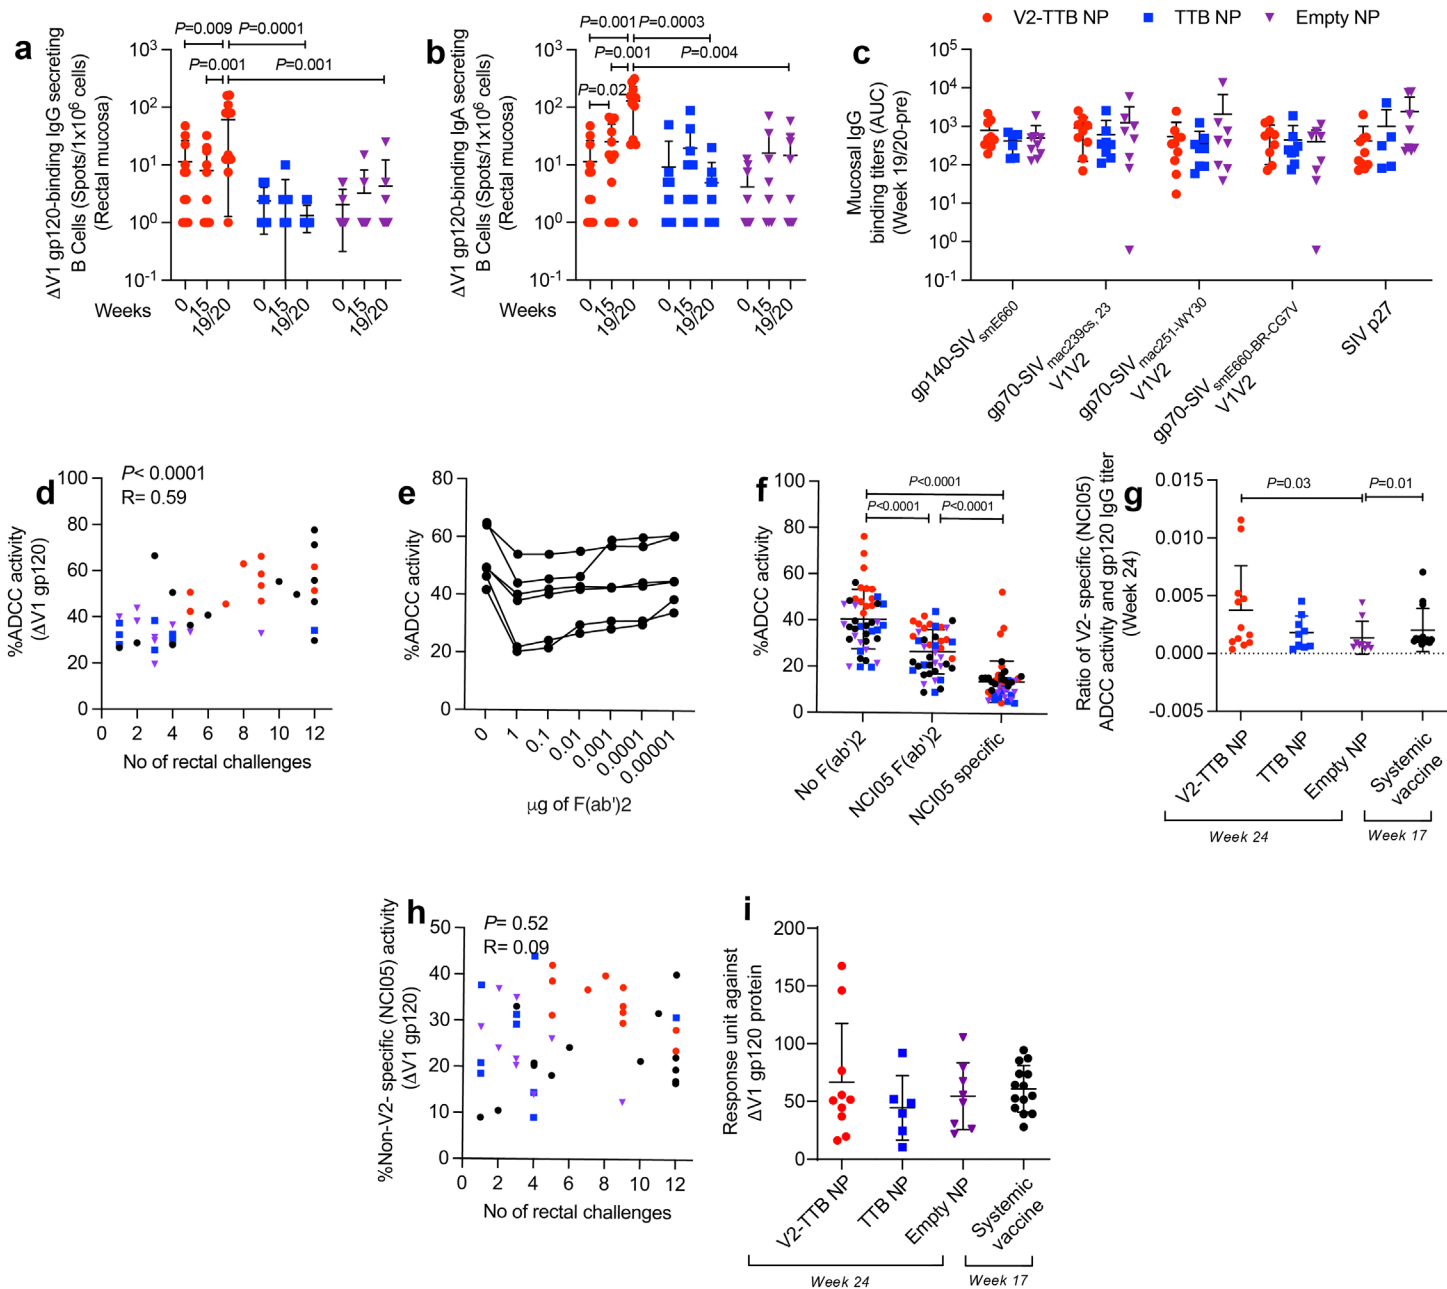 V2-TTB NP TTB NP Empty NP
a
P=0.009 P=0.0001
P=0.001 P=0.001
ΔV1 gp120-binding IgG secreting
B Cells (Spots/1x10⁶ cells)
(Rectal mucosa)
10³
10²
10¹
10⁰
10⁻¹
Weeks
0 15 19/20 0 15 19/20 0 15 19/20
b
P=0.001 P=0.0003
P=0.001 P=0.004
P=0.02
ΔV1 gp120-binding IgA secreting
B Cells (Spots/1x10⁶ cells)
(Rectal mucosa)
10³
10²
10¹
10⁰
10⁻¹
Weeks
0 15 19/20 0 15 19/20 0 15 19/20
c
Mucosal IgG
binding titers (AUC)
(Week 19/20-pre)
10⁵
10⁴
10³
10²
10¹
10⁰
10⁻¹
gp140-SIV smE660
gp70-SIV mac239cs, 23
V1V2
gp70-SIV mac251-WY30
V1V2
gp70-SIV smE660-BR-CG7V
V1V2
SIV p27
d
P< 0.0001
R= 0.59
%ADCC activity
(ΔV1 gp120)
100
80
60
40
20
0
0 2 4 6 8 10 12
No of rectal challenges
e
%ADCC activity
80
60
40
20
0
0 1 0.1 0.01 0.001 0.0001 0.00001
μg of F(ab')2
f
P<0.0001
P<0.0001 P<0.0001
%ADCC activity
100
80
60
40
20
0
No F(ab')2
NCI05 F(ab')2
NCI05 specific
g
P=0.03 P=0.01
Ratio of V2- specific (NCI05)
ADCC activity and gp120 IgG titer
(Week 24)
0.015
0.010
0.005
0.000
-0.005
V2-TTB NP
TTB NP
Empty NP
Systemic
vaccine
Week 24 Week 17
h
P= 0.52
R= 0.09
%Non-V2- specific (NCI05) activity
(ΔV1 gp120)
50
40
30
20
10
0
0 2 4 6 8 10 12
No of rectal challenges
i
Response unit against
ΔV1 gp120 protein
200
150
100
50
0
V2-TTB NP
TTB NP
Empty NP
Systemic
vaccine
Week 24 Week 17